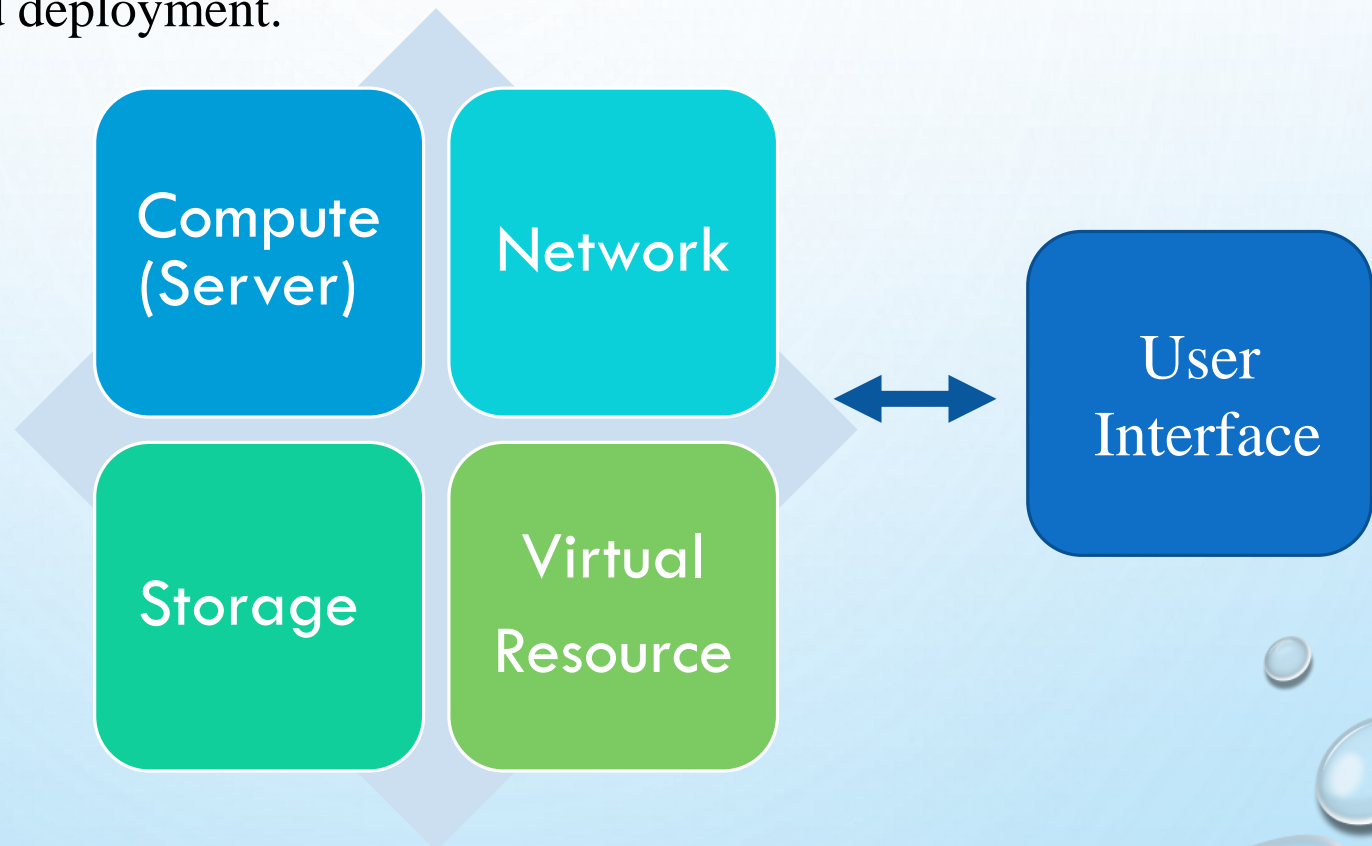 deployment.
Compute
(Server)
Network
Storage
Virtual
Resource
User
Interface